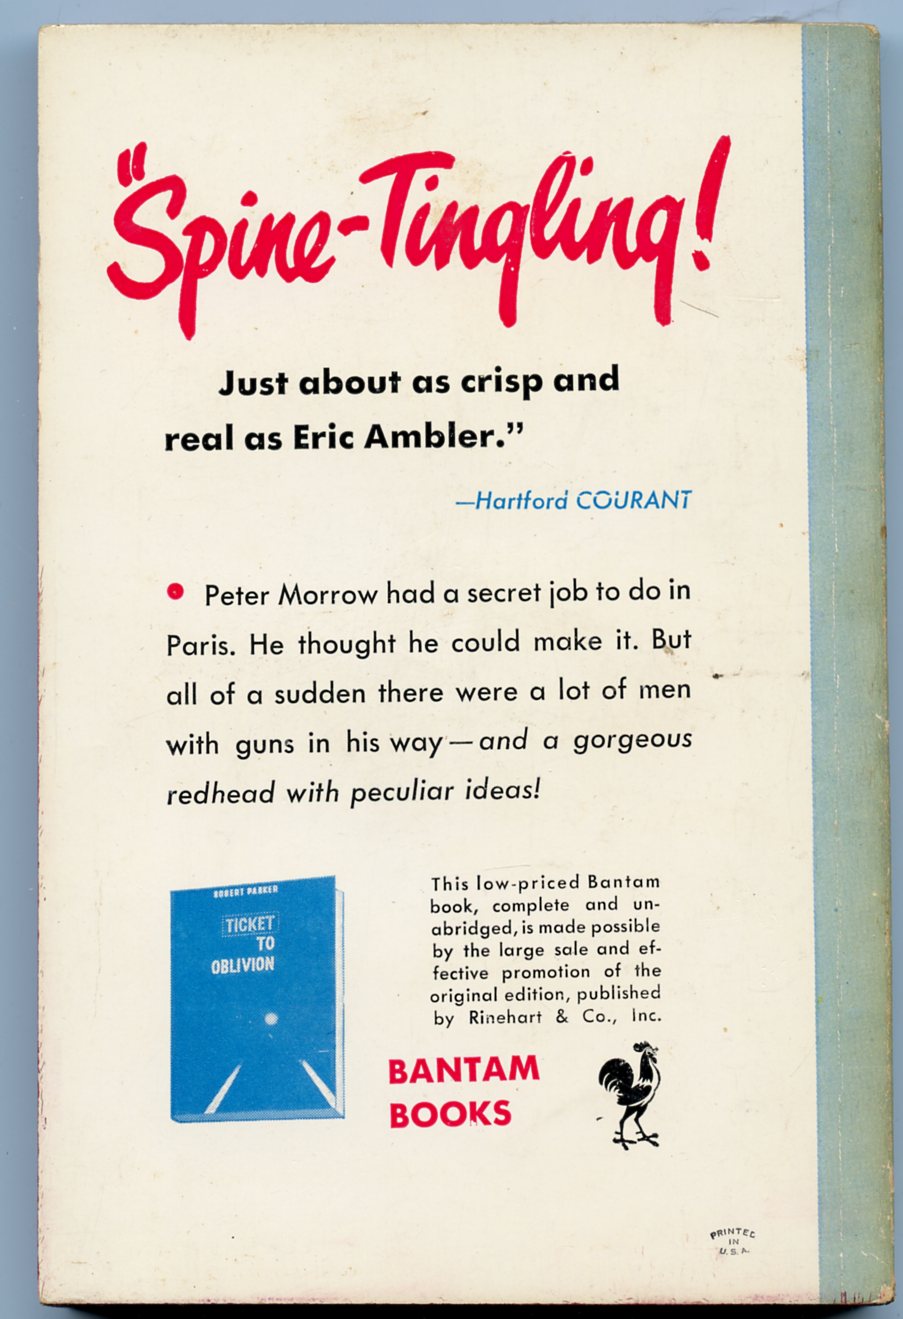 "Spine-Tingling!
Just about as crisp and
real as Eric Ambler."
—Hartford COURANT
• Peter Morrow had a secret job to do in
Paris. He thought he could make it. But
all of a sudden there were a lot of men
with guns in his way—and a gorgeous
redhead with peculiar ideas!
ROBERT PARKER
TICKET
TO
OBLIVION
This low-priced Bantam
book, complete and un-
abridged, is made possible
by the large sale and ef-
fective promotion of the
original edition, published
by Rinehart & Co., Inc.
BANTAM
BOOKS
PRINTED
IN
U.S.A.